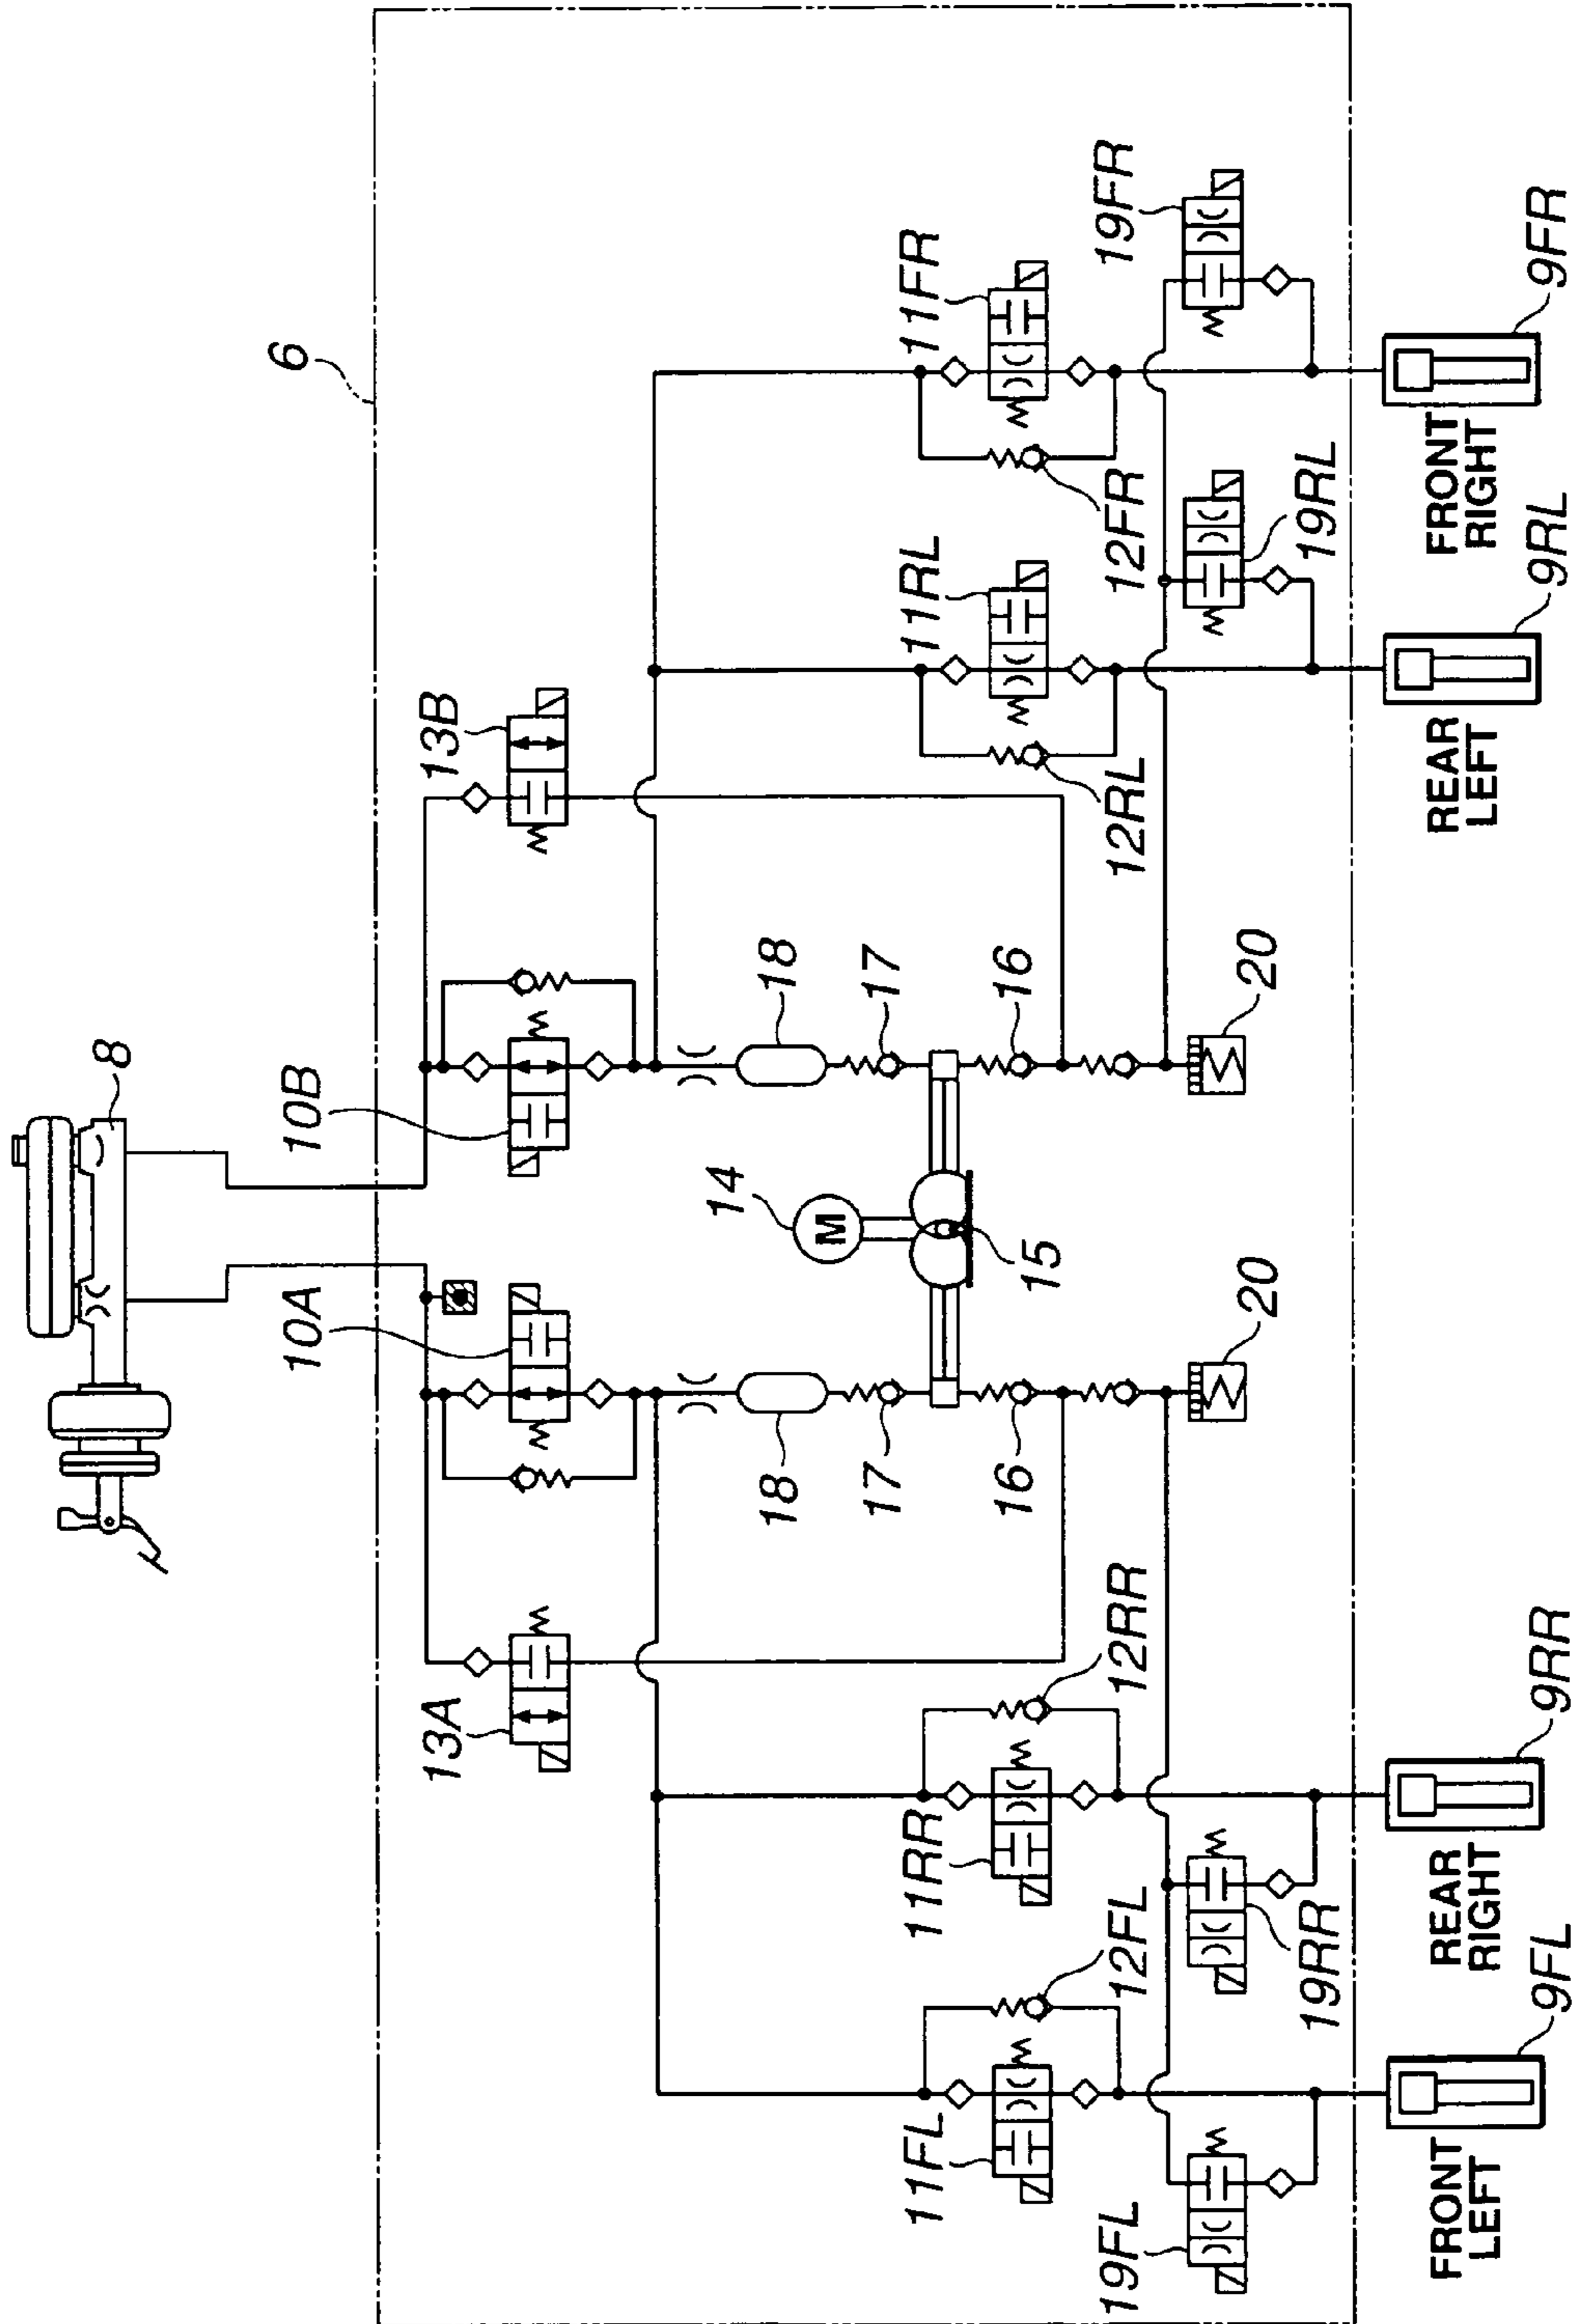 8
6
10A
10B
13A
13B
14
M
15
18
18
17
17
16
16
20
20
11FL
12FL
11RR
12RR
11RL
12RL
11FR
12FR
19FL
19RR
19RL
19FR
9FL
9RR
9RL
9FR
FRONT
LEFT
REAR
RIGHT
REAR
LEFT
FRONT
RIGHT